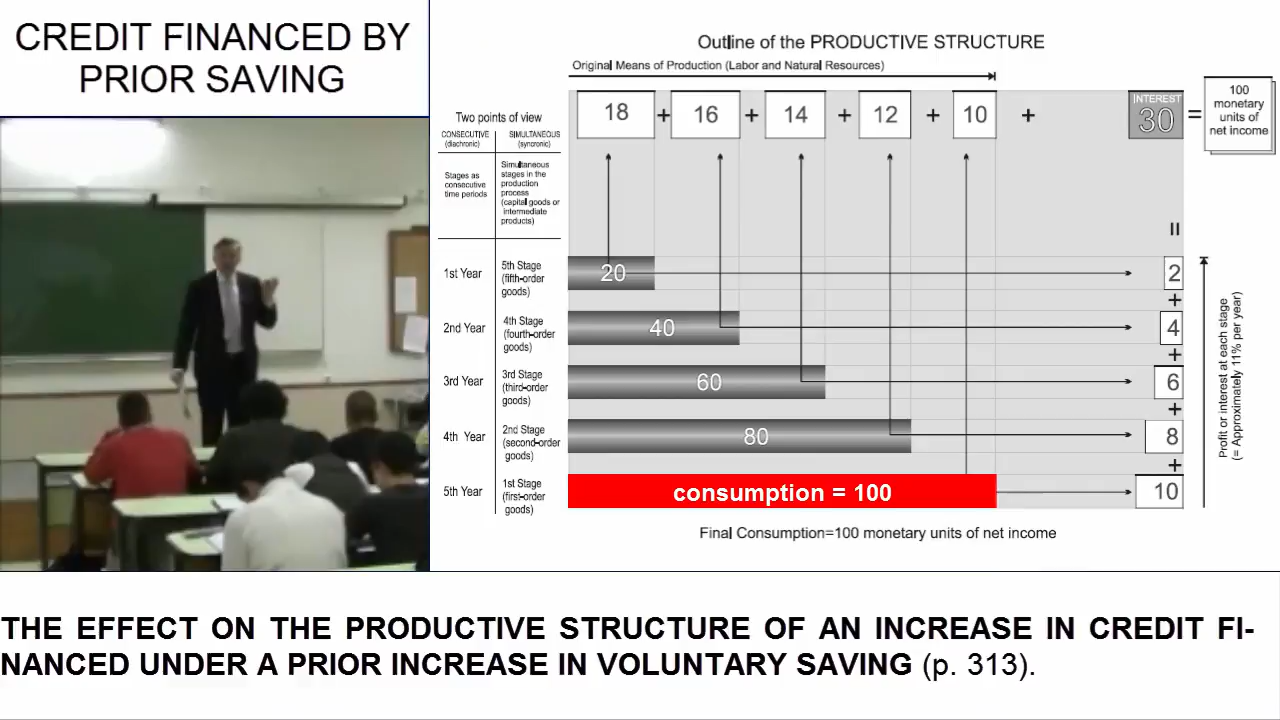 CREDIT FINANCED BY
PRIOR SAVING
Outline of the PRODUCTIVE STRUCTURE
Original Means of Production (Labor and Natural Resources)
18 + 16 + 14 + 12 + 10 + INTEREST 30 = 100 monetary units of net income
Two points of view
CONSECUTIVE
(diachronic)
SIMULTANEOUS
(syncronic)
Stages as
consecutive
time periods
Simultaneous
stages in the
production
process
(capital goods or
intermediate
products)
=
1st Year
5th Stage
(fifth-order
goods)
20
2
+
2nd Year
4th Stage
(fourth-order
goods)
40
4
+
3rd Year
3rd Stage
(third-order
goods)
60
6
+
4th Year
2nd Stage
(second-order
goods)
80
8
+
5th Year
1st Stage
(first-order
goods)
consumption = 100
10
Profit or interest at each stage
(= Approximately 11% per year)
Final Consumption=100 monetary units of net income
THE EFFECT ON THE PRODUCTIVE STRUCTURE OF AN INCREASE IN CREDIT FI-
NANCED UNDER A PRIOR INCREASE IN VOLUNTARY SAVING (p. 313).